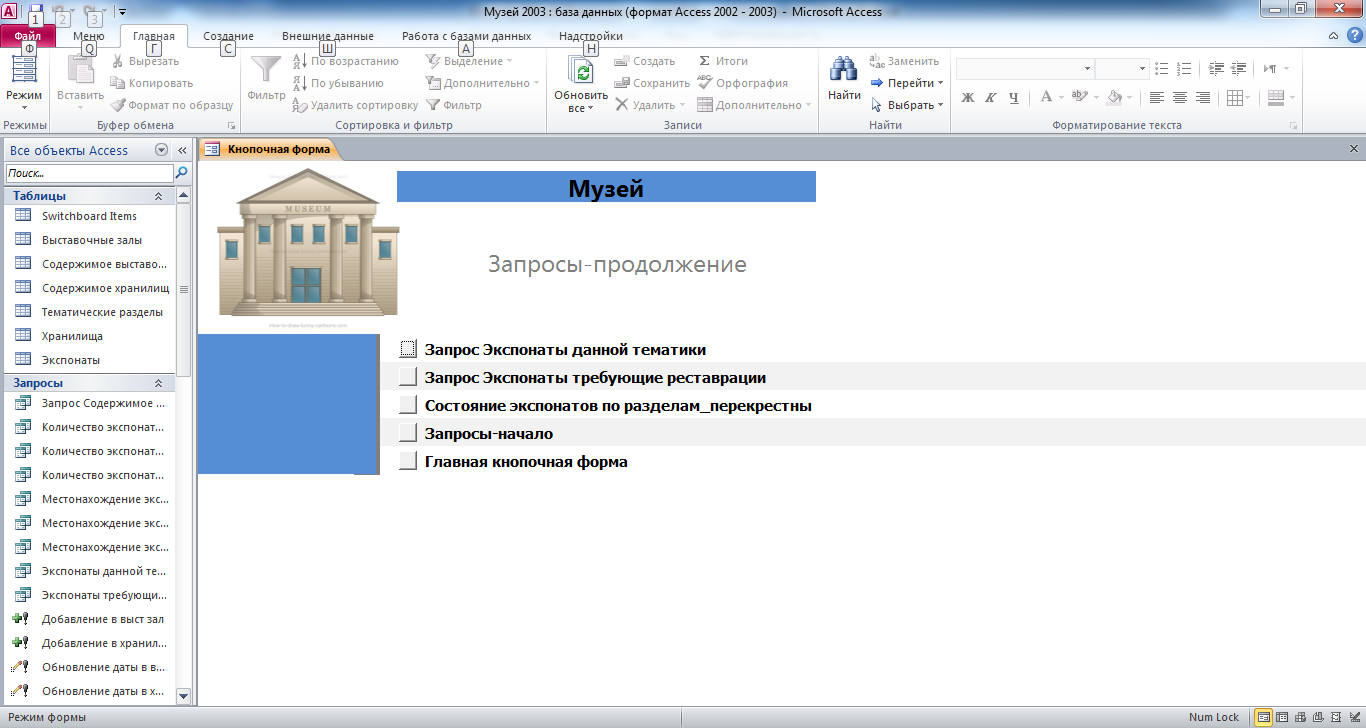 Музей 2003 : база данных (формат Access 2002 - 2003) - Microsoft Access
1 2 3
Файл Меню Главная Создание Внешние данные Работа с базами данных Надстройки
Ф Q Г С Ш А Н
Вырезать По возрастанию Выделение Создать Итоги Заменить
Копировать По убыванию Дополнительно Сохранить Орфография Перейти
Режим Вставить Формат по образцу Фильтр Удалить сортировку Фильтр Обновить все Удалить Дополнительно Найти Выбрать Ж К Ч А
Режимы Буфер обмена Сортировка и фильтр Записи Найти Форматирование текста
Все объекты Access
Кнопочная форма
Поиск...
Таблицы
Switchboard Items
Выставочные залы
Содержимое выставо...
Содержимое хранилищ
Тематические разделы
Хранилища
Экспонаты
Запросы
Запрос Содержимое ...
Количество экспонат...
Количество экспонат...
Количество экспонат...
Местонахождение экс...
Местонахождение экс...
Местонахождение экс...
Экспонаты данной те...
Экспонаты требующи...
Добавление в выст зал
Добавление в хранил...
Обновление даты в в...
Обновление даты в х...
MUSEUM
Музей
Запросы-продолжение
Запрос Экспонаты данной тематики
Запрос Экспонаты требующие реставрации
Состояние экспонатов по разделам_перекрестны
Запросы-начало
Главная кнопочная форма
Режим формы
Num Lock